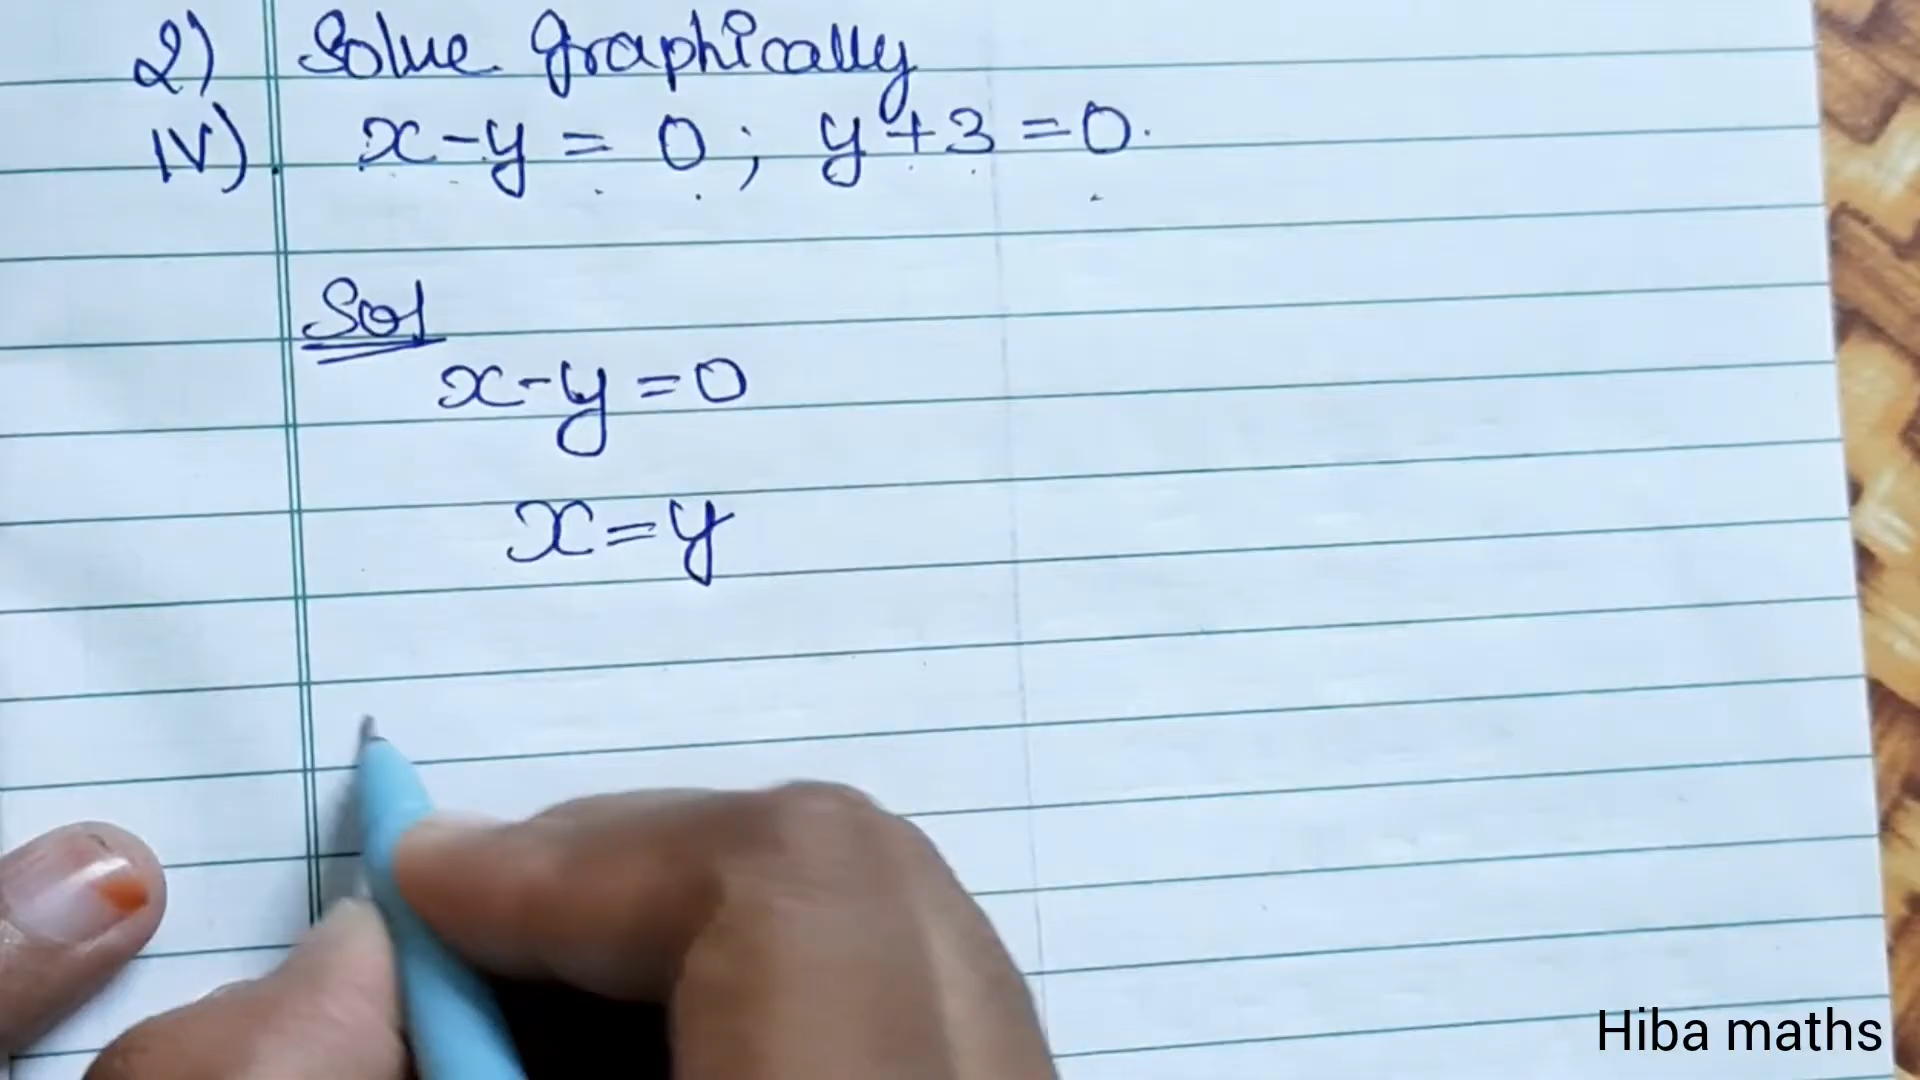 2) Solve graphically
IV) x-y = 0 ; y+3 = 0.
Sol
x-y = 0
x = y
Hiba maths